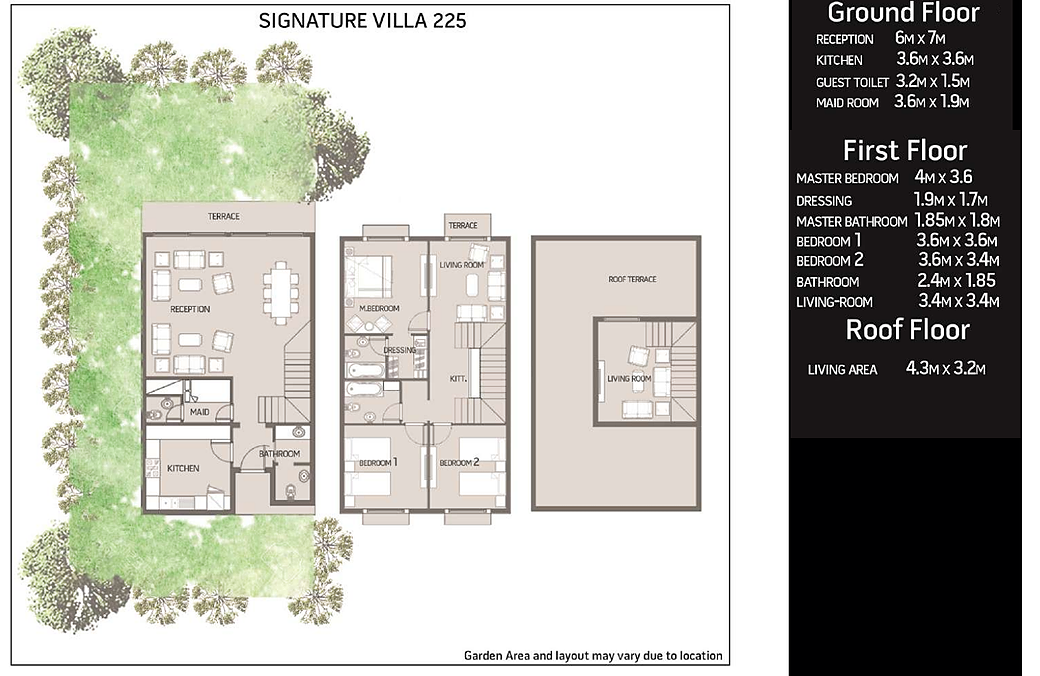 SIGNATURE VILLA 225
TERRACE
RECEPTION
MAID
KITCHEN
BATHROOM
TERRACE
LIVING ROOM
M.BEDROOM
DRESSING
KITT.
BEDROOM 1
BEDROOM 2
ROOF TERRACE
LIVING ROOM
Garden Area and layout may vary due to location
Ground Floor
RECEPTION 6M X 7M
KITCHEN 3.6M X 3.6M
GUEST TOILET 3.2M X 1.5M
MAID ROOM 3.6M X 1.9M
First Floor
MASTER BEDROOM 4M X 3.6
DRESSING 1.9M X 1.7M
MASTER BATHROOM 1.85M X 1.8M
BEDROOM 1 3.6M X 3.6M
BEDROOM 2 3.6M X 3.4M
BATHROOM 2.4M X 1.85
LIVING-ROOM 3.4M X 3.4M
Roof Floor
LIVING AREA 4.3M X 3.2M